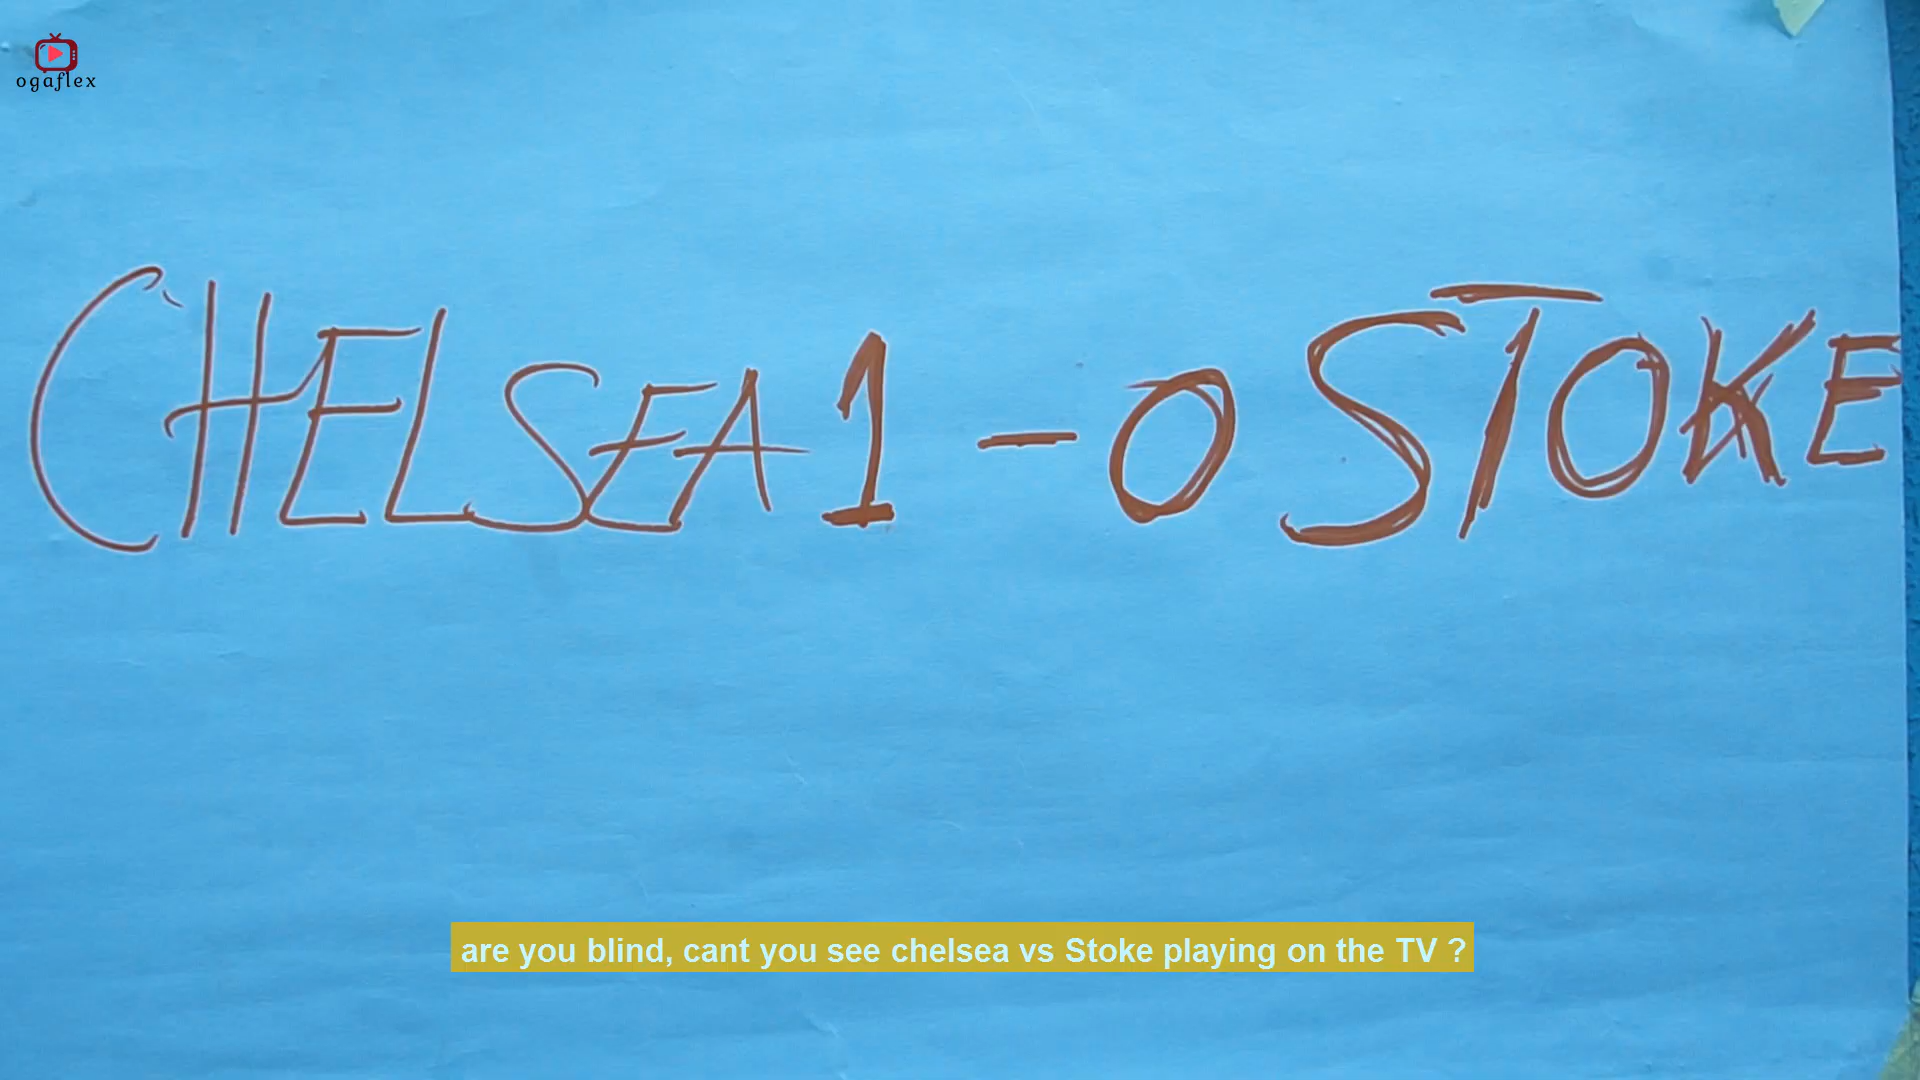 ogaflex
CHELSEA 1 - 0 STOKE
are you blind, cant you see chelsea vs Stoke playing on the TV ?